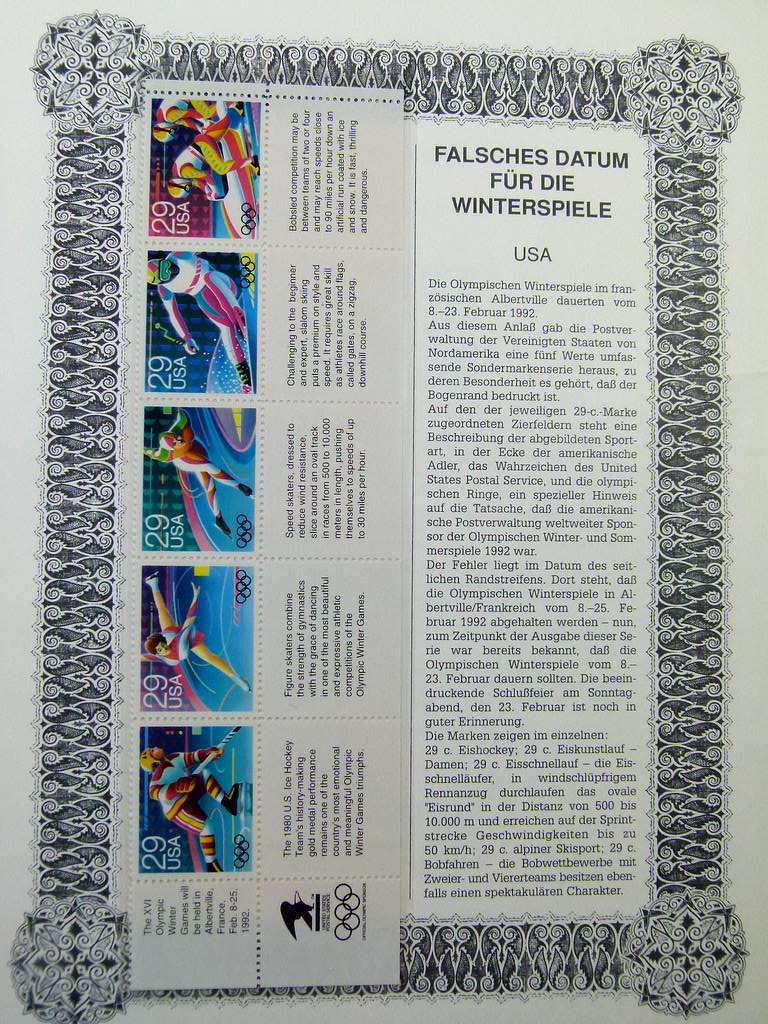 29
USA
Bobsled competition may be
between teams of two or four
and may reach speeds close
to 90 miles per hour down an
artificial run coated with ice
and snow. It is fast, thrilling
and dangerous.
29
USA
Challenging to the beginner
and expert, slalom skiing
puts a premium on style and
speed. It requires great skill
as athletes race around flags,
called gates, on a zigzag,
downhill course.
29
USA
Speed skaters, dressed to
reduce wind resistance,
slice around an oval track
in races from 500 to 10,000
meters in length, pushing
themselves to speeds of up
to 30 miles per hour.
29
USA
Figure skaters combine
the strength of gymnastics
with the grace of dancing
in one of the most beautiful
and expressive athletic
competitions of the
Olympic Winter Games.
29
USA
The 1980 U.S. Ice Hockey
Team's history-making
gold medal performance
remains one of the
country's most emotional
and meaningful Olympic
Winter Games triumphs.
The XVI
Olympic
Winter
Games will
be held in
Albertville,
France,
Feb. 8-25,
1992.
UNITED STATES
POSTAL SERVICE
OFFICIAL OLYMPIC SPONSOR
FALSCHES DATUM
FÜR DIE
WINTERSPIELE
USA
Die Olympischen Winterspiele im fran-
zösischen Albertville dauerten vom
8.–23. Februar 1992.
Aus diesem Anlaß gab die Postver-
waltung der Vereinigten Staaten von
Nordamerika eine fünf Werte umfas-
sende Sondermarkenserie heraus, zu
deren Besonderheit es gehört, daß der
Bogenrand bedruckt ist.
Auf den der jeweiligen 29-c.-Marke
zugeordneten Zierfeldern steht eine
Beschreibung der abgebildeten Sport-
art, in der Ecke der amerikanische
Adler, das Wahrzeichen des United
States Postal Service, und die olympi-
schen Ringe, ein spezieller Hinweis
auf die Tatsache, daß die amerikani-
sche Postverwaltung weltweiter Spon-
sor der Olympischen Winter- und Som-
merspiele 1992 war.
Der Fehler liegt im Datum des seit-
lichen Randstreifens. Dort steht, daß
die Olympischen Winterspiele in Al-
bertville/Frankreich vom 8.–25. Fe-
bruar 1992 abgehalten werden – nun,
zum Zeitpunkt der Ausgabe dieser Se-
rie war bereits bekannt, daß die
Olympischen Winterspiele vom 8.–
23. Februar dauern sollten. Die beein-
druckende Schlußfeier am Sonntag-
abend, den 23. Februar ist noch in
guter Erinnerung.
Die Marken zeigen im einzelnen:
29 c. Eishockey; 29 c. Eiskunstlauf –
Damen; 29 c. Eisschnellauf – die Eis-
schnelläufer, in windschlüpfrigem
Rennanzug durchlaufen das ovale
"Eisrund" in der Distanz von 500 bis
10.000 m und erreichen auf der Sprint-
strecke Geschwindigkeiten bis zu
50 km/h; 29 c. alpiner Skisport; 29 c.
Bobfahren – die Bobwettbewerbe mit
Zweier- und Viererteams besitzen eben-
falls einen spektakulären Charakter.